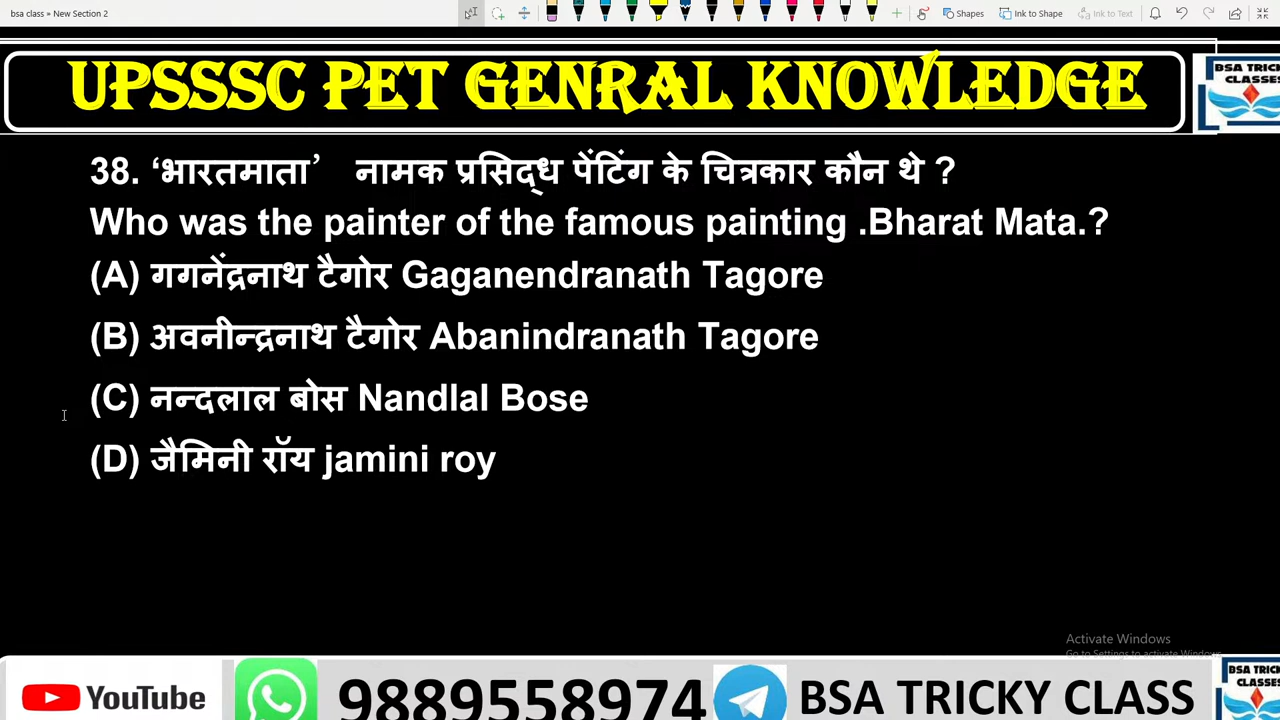 bsa class » New Section 2
Shapes Ink to Shape Ink to Text
UPSSSC PET GENRAL KNOWLEDGE
BSA TRICKY
CLASSES
38. ‘भारतमाता’ नामक प्रसिद्ध पेंटिंग के चित्रकार कौन थे ?
Who was the painter of the famous painting .Bharat Mata.?
(A) गगनेंद्रनाथ टैगोर Gaganendranath Tagore
(B) अवनीन्द्रनाथ टैगोर Abanindranath Tagore
(C) नन्दलाल बोस Nandlal Bose
(D) जैमिनी रॉय jamini roy
Activate Windows
Go to Settings to activate Windows.
YouTube 9889558974 BSA TRICKY CLASS
BSA TRICKY
CLASSES